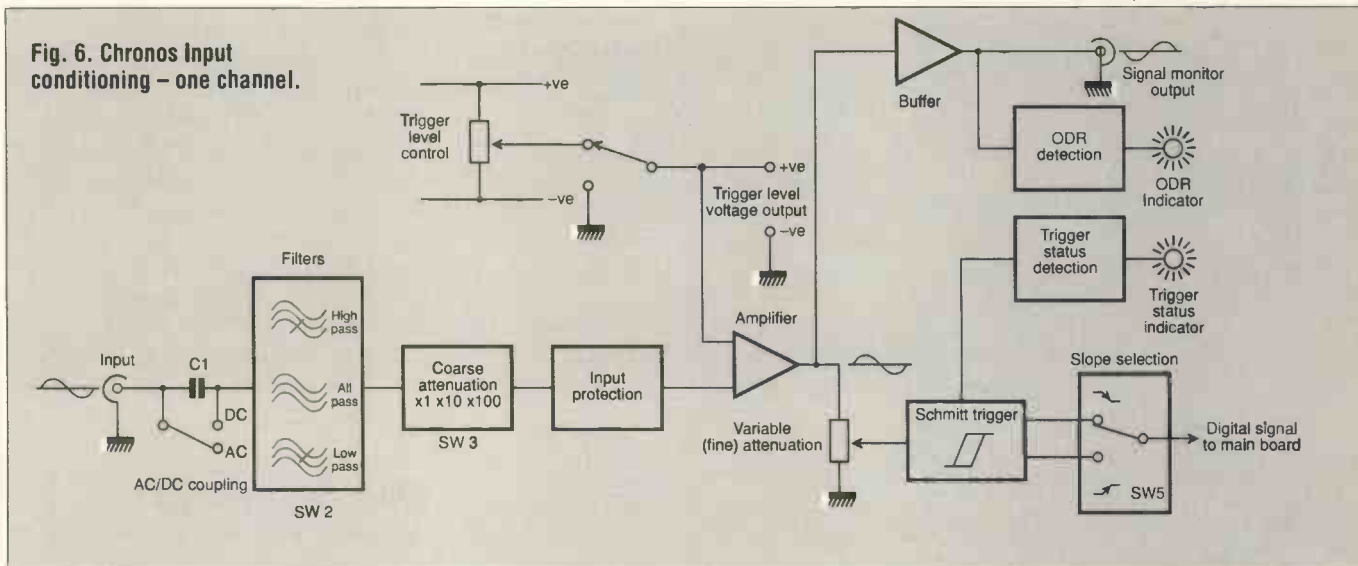 Fig. 6. Chronos Input
conditioning – one channel.
+ve
Trigger
level
control
–ve
+ve
Trigger level
voltage output
–ve
Buffer
Signal monitor
output
ODR
detection
ODR
Indicator
Trigger
status
detection
Trigger
status
indicator
Filters
High
pass
All
pass
Low
pass
SW 2
Input
C1
DC
AC
AC/DC coupling
Coarse
attenuation
x1 x10 x100
SW 3
Input
protection
Amplifier
Variable
(fine) attenuation
Schmitt trigger
Slope selection
SW5
Digital signal
to main board